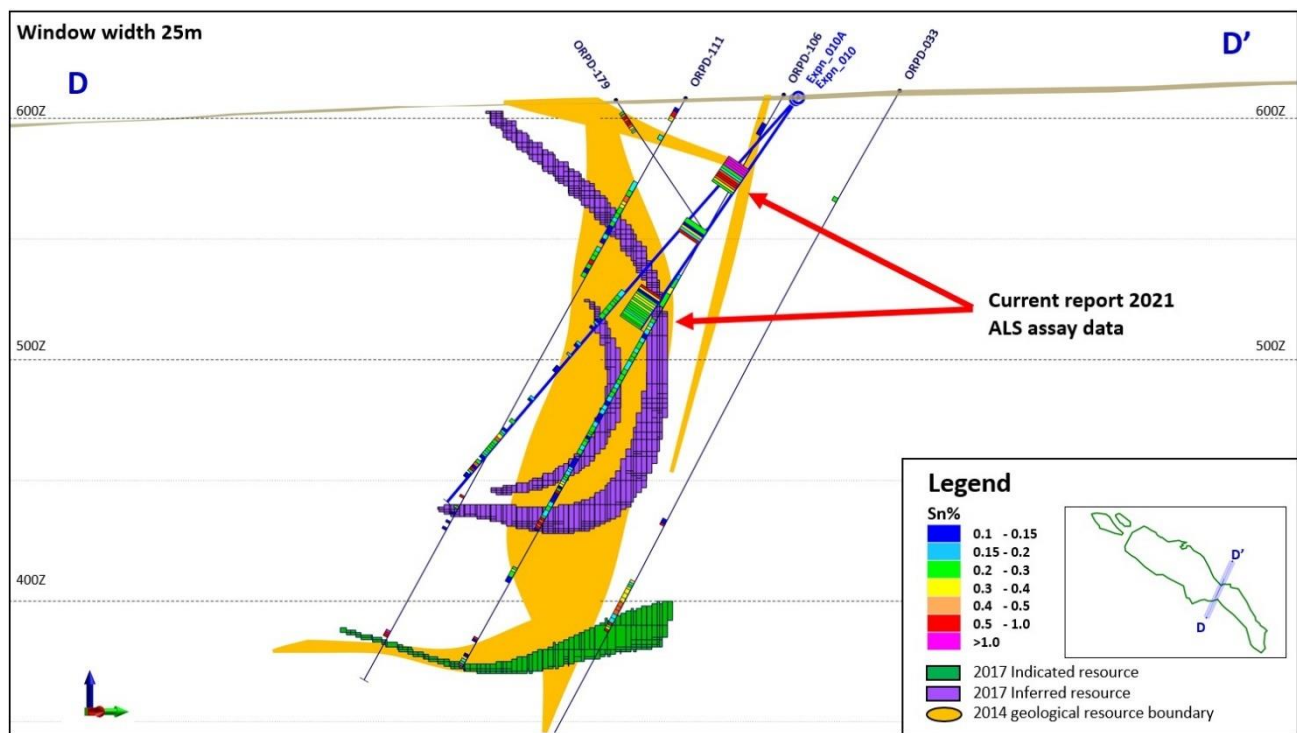 Window width 25m
D
D’
ORPD-179
ORPD-111
ORPD-106
Expn_010A
Expn_010
ORPD-033
600Z
600Z
500Z
500Z
400Z
Current report 2021
ALS assay data
Legend
Sn%
0.1 - 0.15
0.15 - 0.2
0.2 - 0.3
0.3 - 0.4
0.4 - 0.5
0.5 - 1.0
>1.0
D’
D
2017 Indicated resource
2017 Inferred resource
2014 geological resource boundary